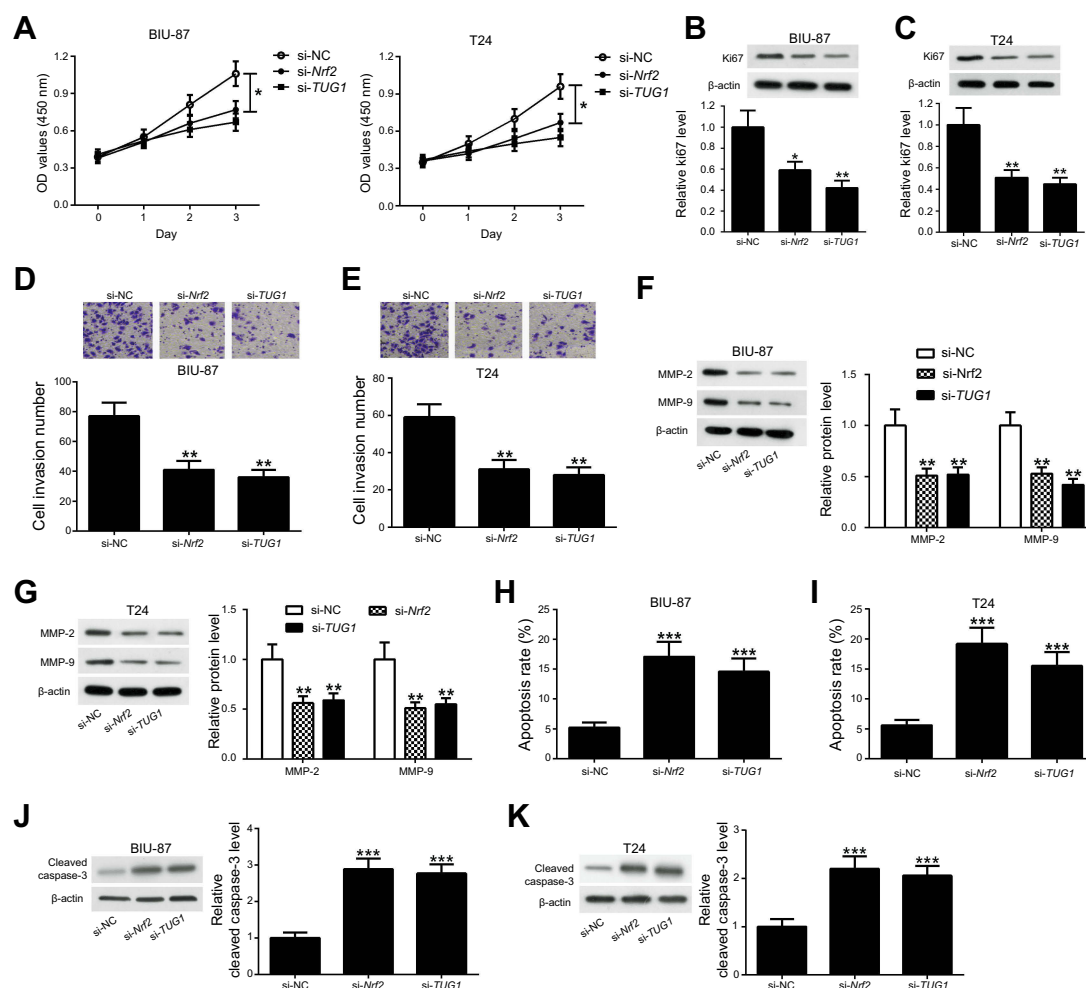 A
BIU-87
OD values (450 nm)
1.2
0.9
0.6
0.3
0.0
0 1 2 3
Day
si-NC
si-Nrf2
si-TUG1
*
T24
OD values (450 nm)
1.2
0.9
0.6
0.3
0.0
0 1 2 3
Day
si-NC
si-Nrf2
si-TUG1
*
B
BIU-87
Ki67
β-actin
Relative ki67 level
1.2
1.0
0.8
0.6
0.4
0.2
0.0
* **
si-NC si-Nrf2 si-TUG1
C
T24
Ki67
β-actin
Relative ki67 level
1.2
1.0
0.8
0.6
0.4
0.2
0.0
** **
si-NC si-Nrf2 si-TUG1
D
si-NC si-Nrf2 si-TUG1
BIU-87
Cell invasion number
100
80
60
40
20
0
** **
si-NC si-Nrf2 si-TUG1
E
si-NC si-Nrf2 si-TUG1
T24
Cell invasion number
80
60
40
20
0
** **
si-NC si-Nrf2 si-TUG1
F
BIU-87
MMP-2
MMP-9
β-actin
si-NC si-Nrf2 si-TUG1
si-NC
si-Nrf2
si-TUG1
Relative protein level
1.5
1.0
0.5
0.0
** ** ** **
MMP-2 MMP-9
G
T24
MMP-2
MMP-9
β-actin
si-NC si-Nrf2 si-TUG1
si-NC si-Nrf2
si-TUG1
Relative protein level
1.5
1.0
0.5
0.0
** ** ** **
MMP-2 MMP-9
H
BIU-87
Apoptosis rate (%)
25
20
15
10
5
0
*** ***
si-NC si-Nrf2 si-TUG1
I
T24
Apoptosis rate (%)
25
20
15
10
5
0
*** ***
si-NC si-Nrf2 si-TUG1
J
BIU-87
Cleaved
caspase-3
β-actin
si-NC si-Nrf2 si-TUG1
Relative
cleaved caspase-3 level
4
3
2
1
0
*** ***
si-NC si-Nrf2 si-TUG1
K
T24
Cleaved
caspase-3
β-actin
si-NC si-Nrf2 si-TUG1
Relative
cleaved caspase-3 level
3
2
1
0
*** ***
si-NC si-Nrf2 si-TUG1